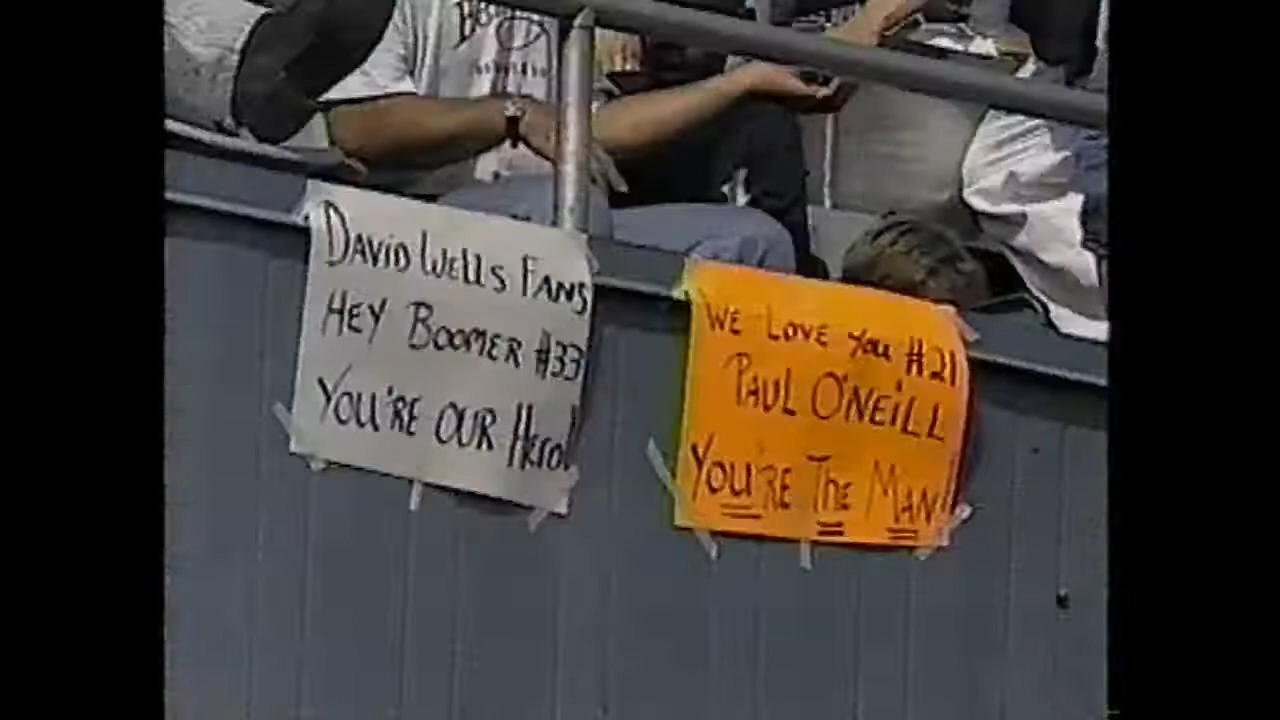 DAVID WELLS FANS
HEY BOOMER #33
YOU'RE OUR HERO!
WE LOVE YOU #21
PAUL O'NEILL
YOU'RE THE MAN!